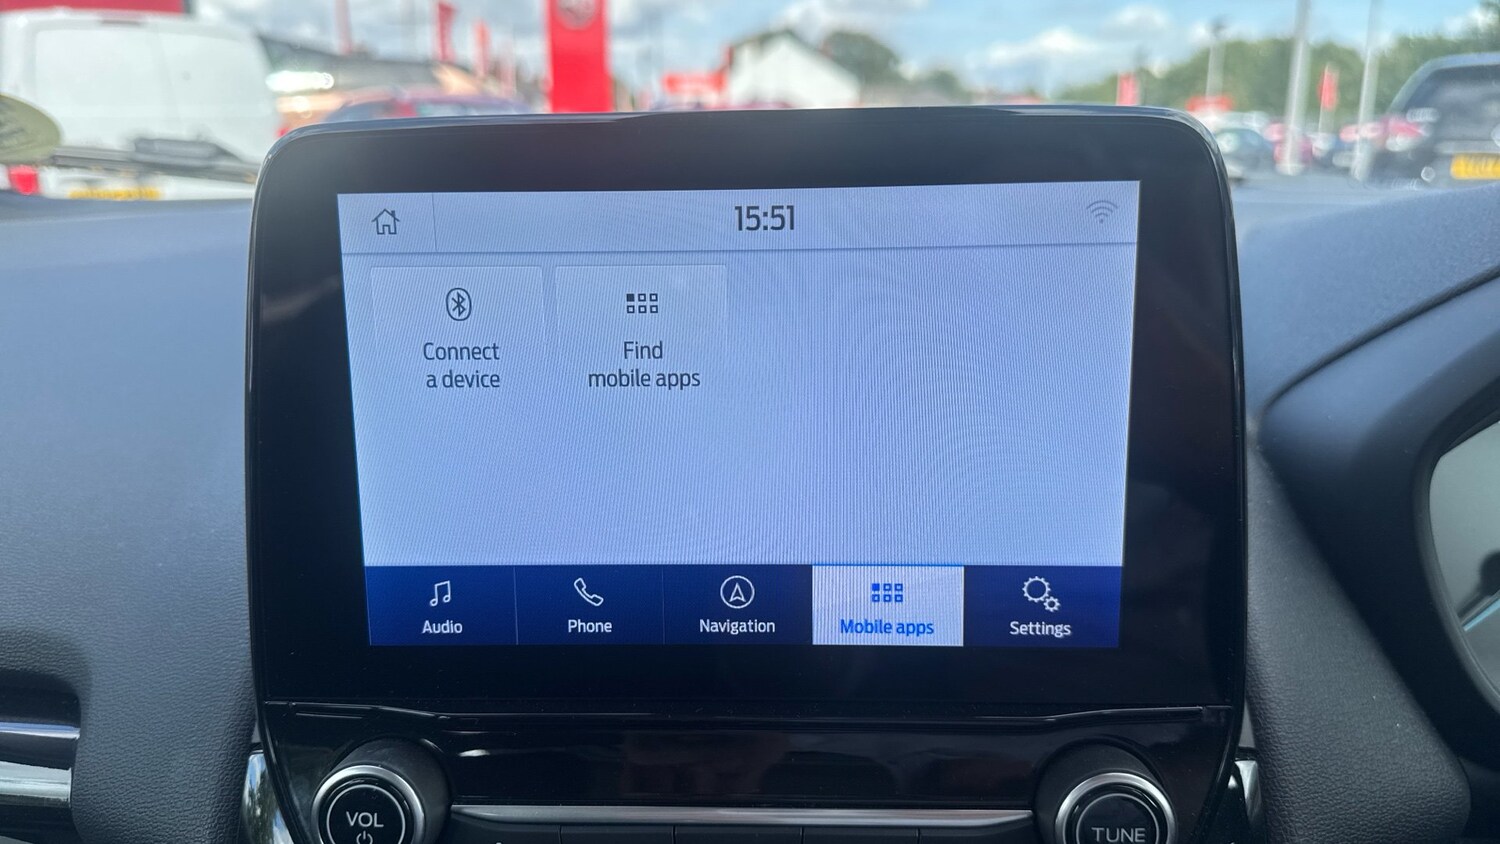 15:51
Connect
a device
Find
mobile apps
Audio
Phone
Navigation
Mobile apps
Settings
VOL
TUNE